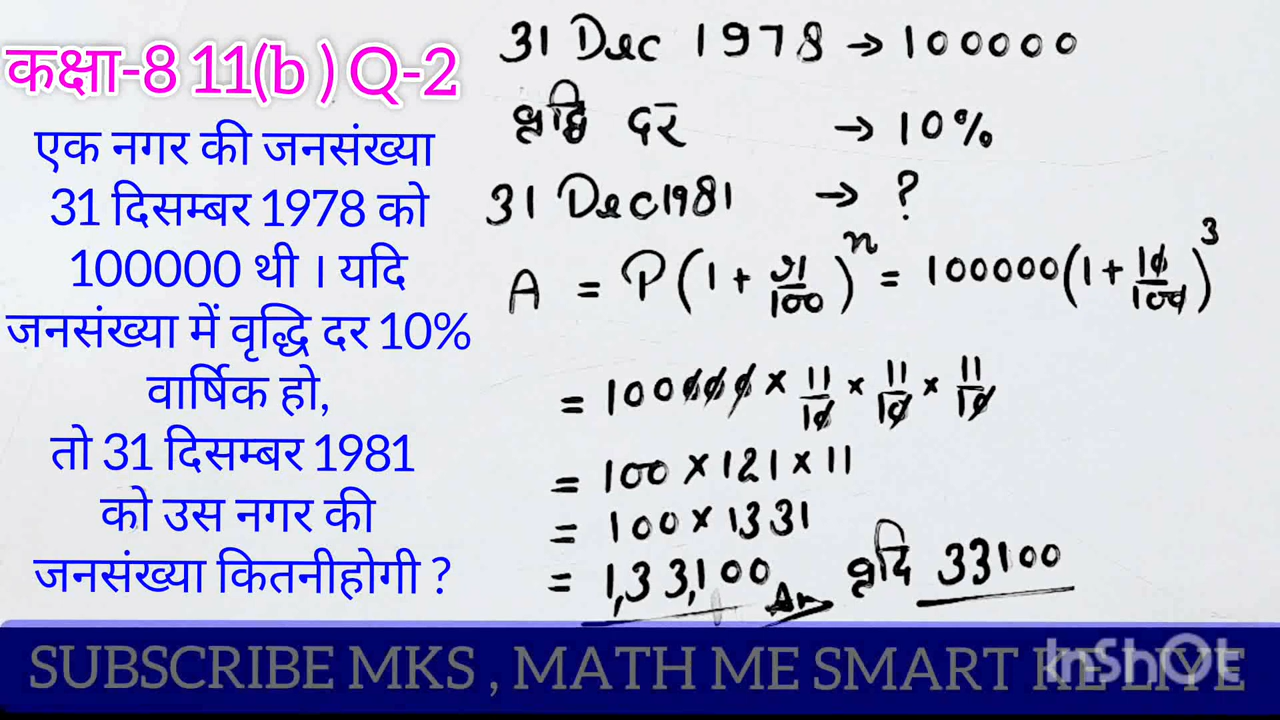 कक्षा-8 11(b ) Q-2
एक नगर की जनसंख्या
31 दिसम्बर 1978 को
100000 थी । यदि
जनसंख्या में वृद्धि दर 10%
वार्षिक हो,
तो 31 दिसम्बर 1981
को उस नगर की
जनसंख्या कितनीहोगी ?
31 Dec 1978 → 100000
वृद्धि दर → 10%
31 Dec 1981 → ?
A = P(1 + r/100)^n = 100000(1 + 10/100)^3
= 100000 × 11/10 × 11/10 × 11/10
= 100 × 121 × 11
= 100 × 1331
= 1,33,100 An वृदि 33100
SUBSCRIBE MKS , MATH ME SMART KE LIYE
InShOt